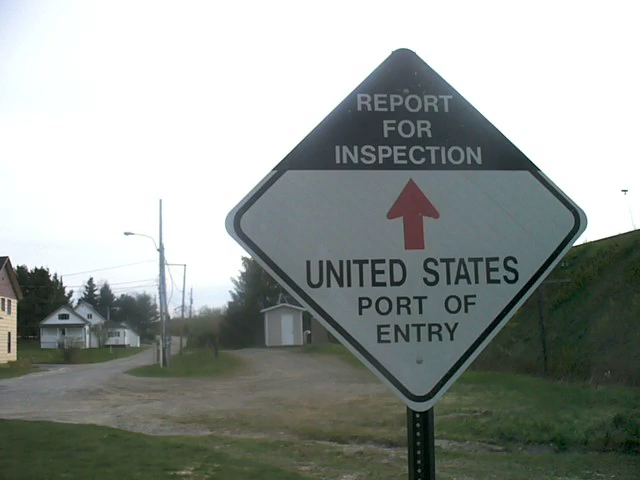 REPORT
FOR
INSPECTION
UNITED STATES
PORT OF
ENTRY